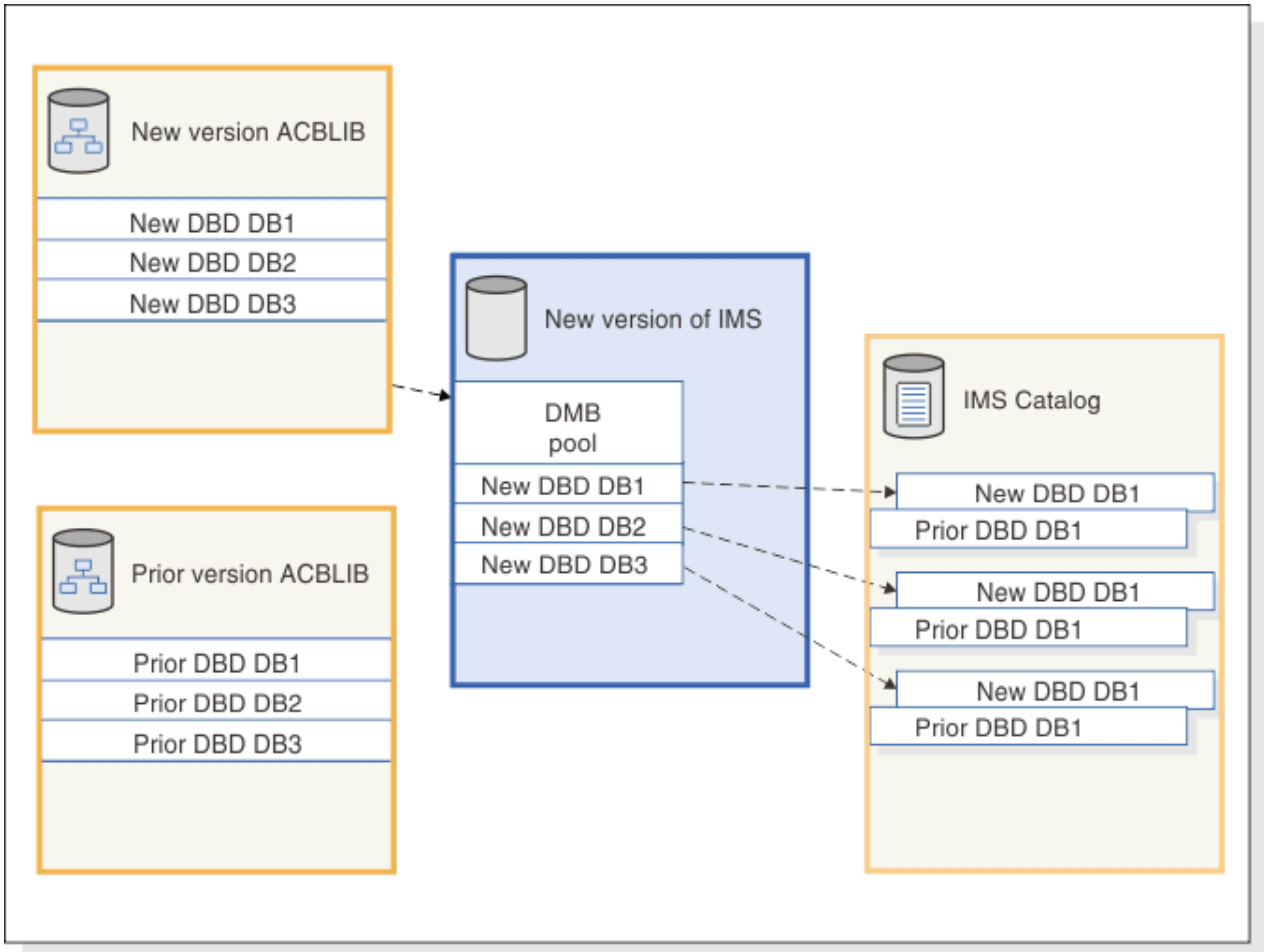 New version ACBLIB
New DBD DB1
New DBD DB2
New DBD DB3
Prior version ACBLIB
Prior DBD DB1
Prior DBD DB2
Prior DBD DB3
New version of IMS
DMB
pool
New DBD DB1
New DBD DB2
New DBD DB3
IMS Catalog
New DBD DB1
Prior DBD DB1
New DBD DB1
Prior DBD DB1
New DBD DB1
Prior DBD DB1